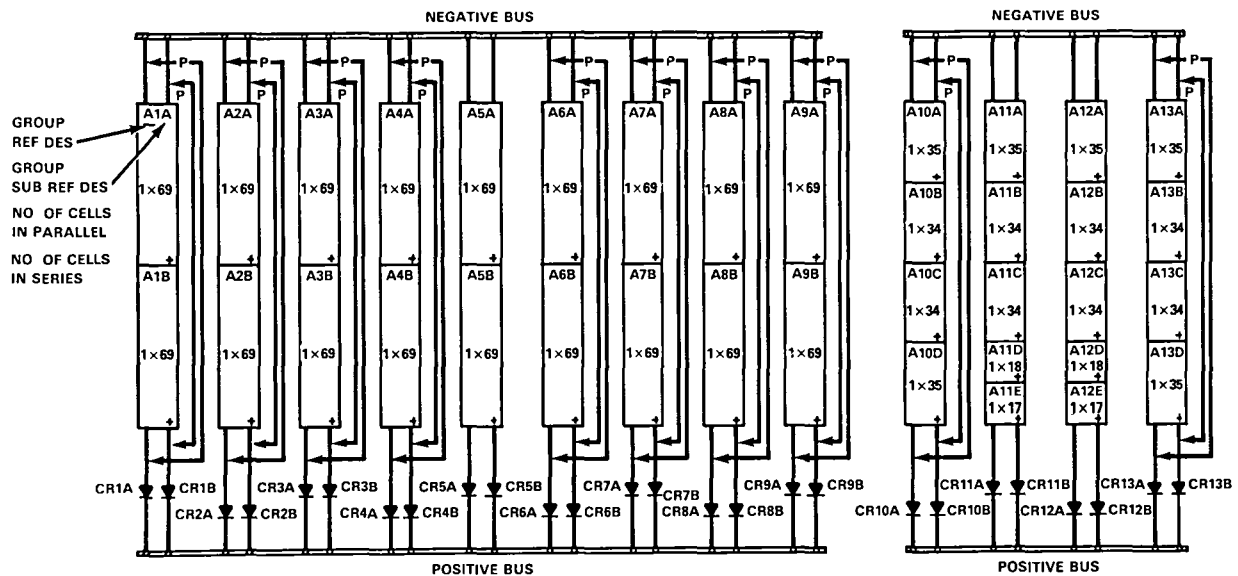 NEGATIVE BUS
NEGATIVE BUS
P P P P P P P P P P
P P P P P P P P P P
A1A A2A A3A A4A A5A A6A A7A A8A A9A A10A A11A A12A A13A
GROUP
REF DES
GROUP
SUB REF DES
NO OF CELLS
IN PARALLEL
NO OF CELLS
IN SERIES
1×69 1×69 1×69 1×69 1×69 1×69 1×69 1×69 1×69
+ + + + + + + + +
A1B A2B A3B A4B A5B A6B A7B A8B A9B
1×69 1×69 1×69 1×69 1×69 1×69 1×69 1×69 1×69
+ + + + + + + + +
1×35 1×35 1×35 1×35
+ + + +
A10B A11B A12B A13B
1×34 1×34 1×34 1×34
+ + + +
A10C A11C A12C A13C
1×34 1×34 1×34 1×34
+ + + +
A10D A11D A12D A13D
1×35 1×18 1×18 1×35
+ +
A11E A12E
1×17 1×17
+ + + +
CR1A CR1B CR3A CR3B CR5A CR5B CR7A CR7B CR9A CR9B CR11A CR11B CR13A CR13B
CR2A CR2B CR4A CR4B CR6A CR6B CR8A CR8B CR10A CR10B CR12A CR12B
POSITIVE BUS
POSITIVE BUS